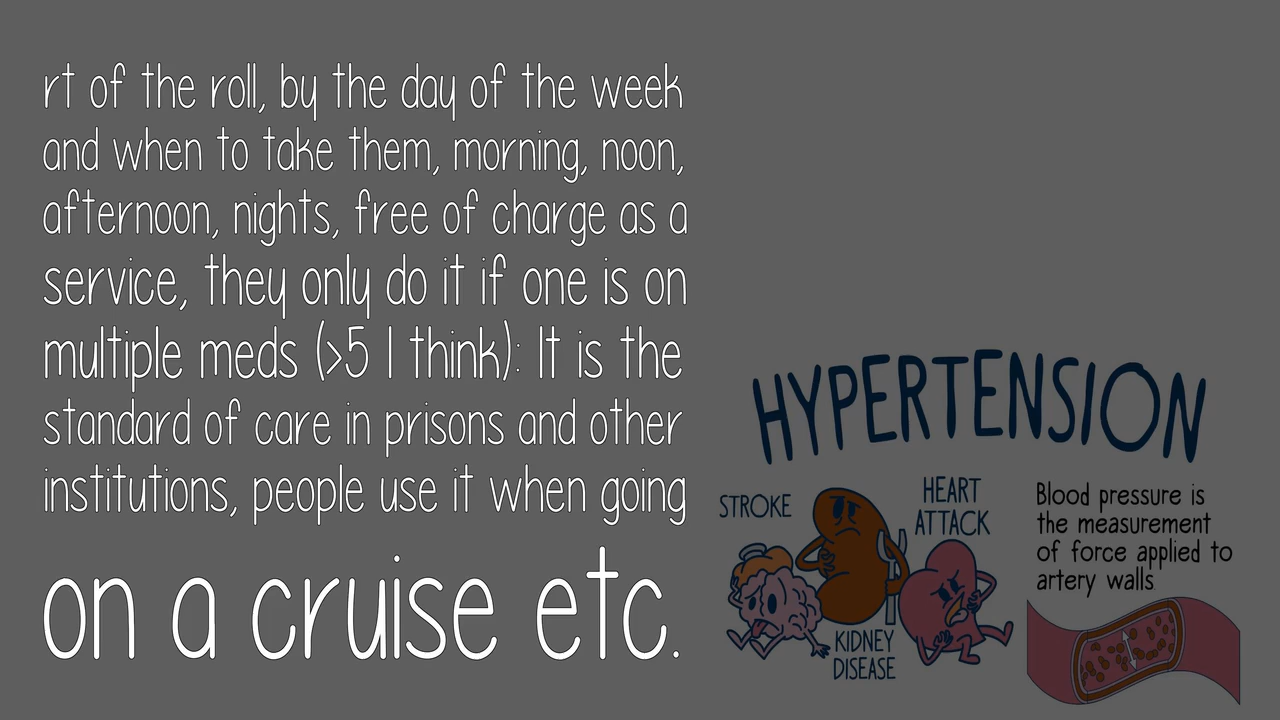 rt of the roll, by the day of the week
and when to take them, morning, noon,
afternoon, nights, free of charge as a
service, they only do it if one is on
multiple meds (>5 I think): It is the
standard of care in prisons and other
institutions, people use it when going
on a cruise etc.
HYPERTENSION
STROKE
HEART
ATTACK
KIDNEY
DISEASE
Blood pressure is
the measurement
of force applied to
artery walls